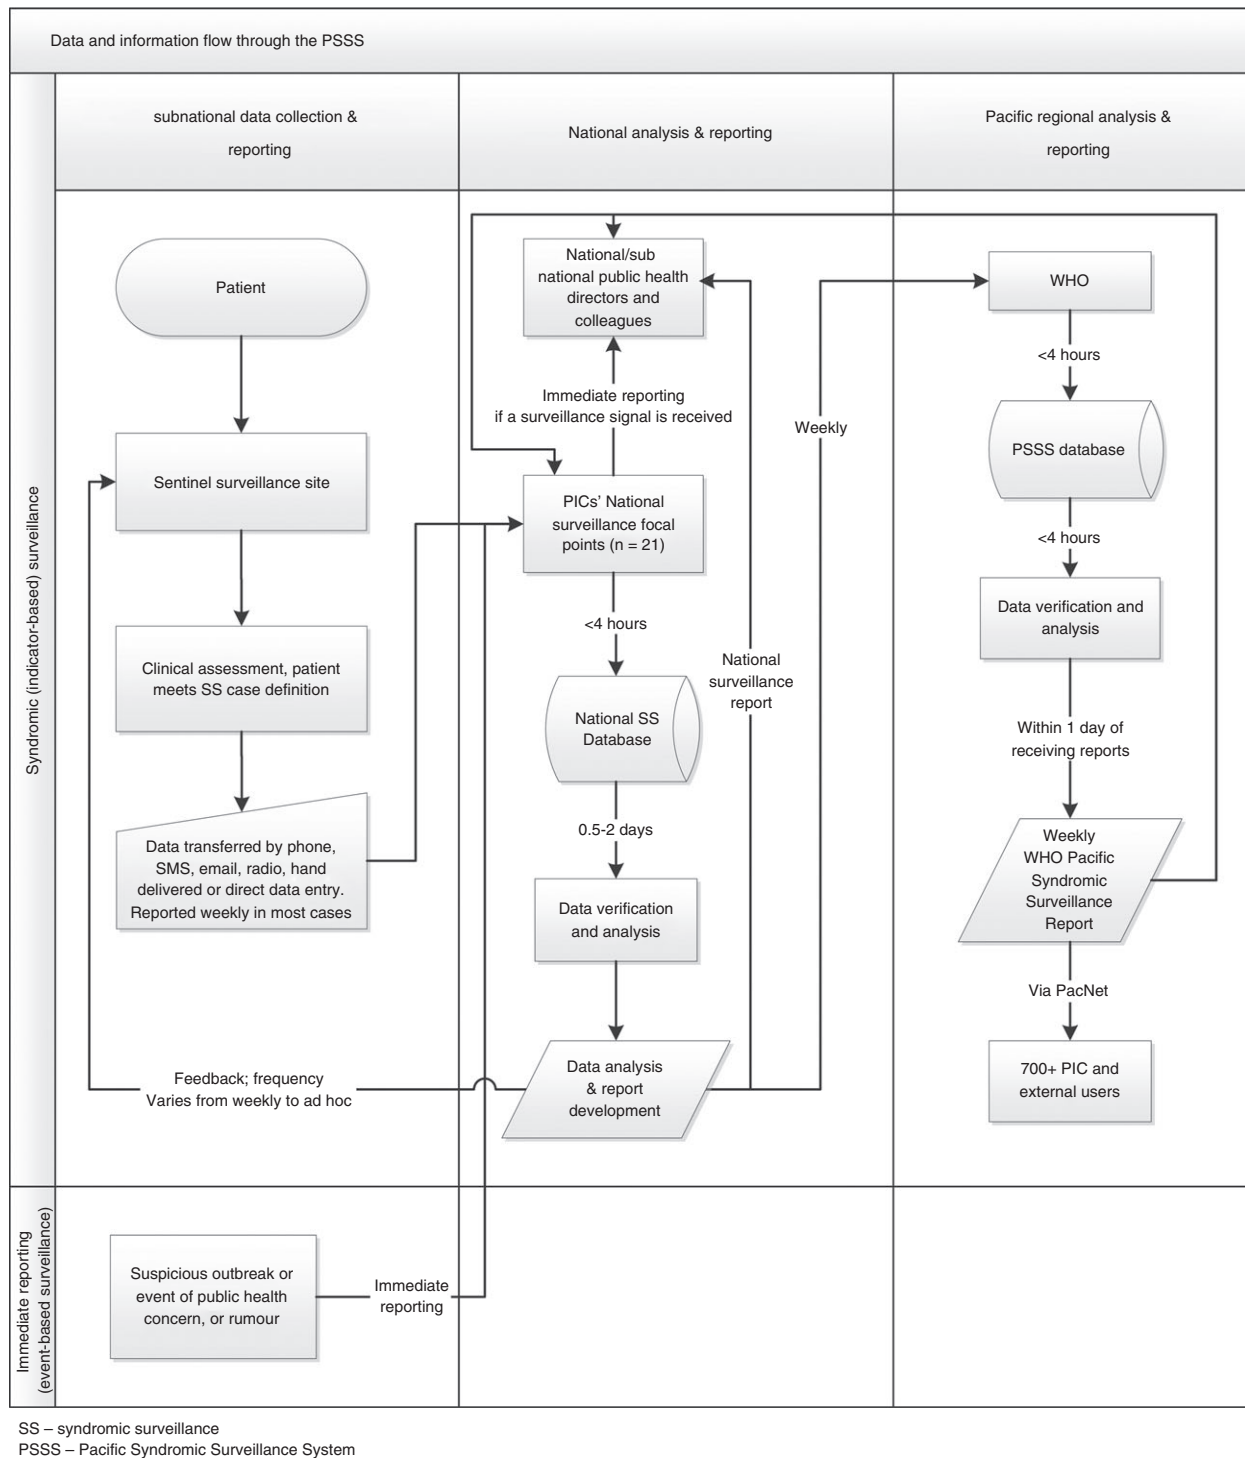 Data and information flow through the PSSS
subnational data collection &
reporting
National analysis & reporting
Pacific regional analysis &
reporting
Syndromic (indicator-based) surveillance
Patient
Sentinel surveillance site
Clinical assessment, patient
meets SS case definition
Data transferred by phone,
SMS, email, radio, hand
delivered or direct data entry.
Reported weekly in most cases
Feedback; frequency
Varies from weekly to ad hoc
National/sub
national public health
directors and
colleagues
Immediate reporting
if a surveillance signal is received
PICs' National
surveillance focal
points (n = 21)
<4 hours
National SS
Database
0.5-2 days
Data verification
and analysis
Data analysis
& report
development
National
surveillance
report
Weekly
WHO
<4 hours
PSSS database
<4 hours
Data verification and
analysis
Within 1 day of
receiving reports
Weekly
WHO Pacific
Syndromic
Surveillance
Report
Via PacNet
700+ PIC and
external users
Immediate reporting
(event-based surveillance)
Suspicious outbreak or
event of public health
concern, or rumour
Immediate
reporting
SS – syndromic surveillance
PSSS – Pacific Syndromic Surveillance System